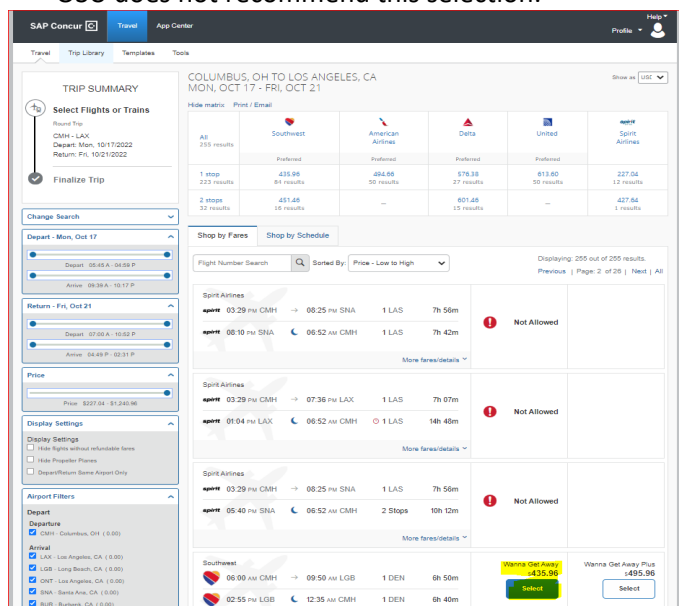 SAP Concur C Travel App Center Help
Profile
Travel Trip Library Templates Tools
TRIP SUMMARY
Select Flights or Trains
Round Trip
CMH - LAX
Depart: Mon, 10/17/2022
Return: Fri, 10/21/2022
Finalize Trip
Change Search
Depart - Mon, Oct 17
Depart 05:45 A - 04:59 P
Arrive 09:39 A - 10:17 P
Return - Fri, Oct 21
Depart 07:00 A - 10:52 P
Arrive 04:49 P - 02:31 P
Price
Price $227.04 - $1,240.96
Display Settings
Display Settings
Hide flights without refundable fares
Hide Propeller Planes
Depart/Return Same Airport Only
Airport Filters
Depart
Departure
CMH - Columbus, OH ( 0.00)
Arrival
LAX - Los Angeles, CA ( 0.00)
LGB - Long Beach, CA ( 0.00)
ONT - Los Angeles, CA ( 0.00)
SNA - Santa Ana, CA ( 0.00)
BUR - Burbank, CA ( 0.00)
COLUMBUS, OH TO LOS ANGELES, CA
MON, OCT 17 - FRI, OCT 21
Show as USD
Hide matrix Print / Email
All
255 results
Southwest American Airlines Delta United spirit Spirit Airlines
Preferred Preferred Preferred Preferred
1 stop 435.96 494.66 576.38 613.60 227.04
223 results 84 results 50 results 27 results 50 results 12 results
2 stops 451.46 -- 601.46 -- 427.64
32 results 16 results 15 results 1 results
Shop by Fares Shop by Schedule
Flight Number Search Sorted By: Price - Low to High
Displaying: 255 out of 255 results.
Previous | Page: 2 of 26 | Next | All
Spirit Airlines
spirit 03:29 PM CMH → 08:25 PM SNA 1 LAS 7h 56m
Not Allowed
spirit 08:10 PM SNA 06:52 AM CMH 1 LAS 7h 42m
More fares/details
Spirit Airlines
spirit 03:29 PM CMH → 07:36 PM LAX 1 LAS 7h 07m
Not Allowed
spirit 01:04 PM LAX 06:52 AM CMH 1 LAS 14h 48m
More fares/details
Spirit Airlines
spirit 03:29 PM CMH → 08:25 PM SNA 1 LAS 7h 56m
Not Allowed
spirit 05:40 PM SNA 06:52 AM CMH 2 Stops 10h 12m
More fares/details
Southwest Wanna Get Away Wanna Get Away Plus
$435.96 $495.96
06:00 AM CMH → 09:50 AM LGB 1 DEN 6h 50m
Select Select
02:55 PM LGB 12:35 AM CMH 1 DEN 6h 40m